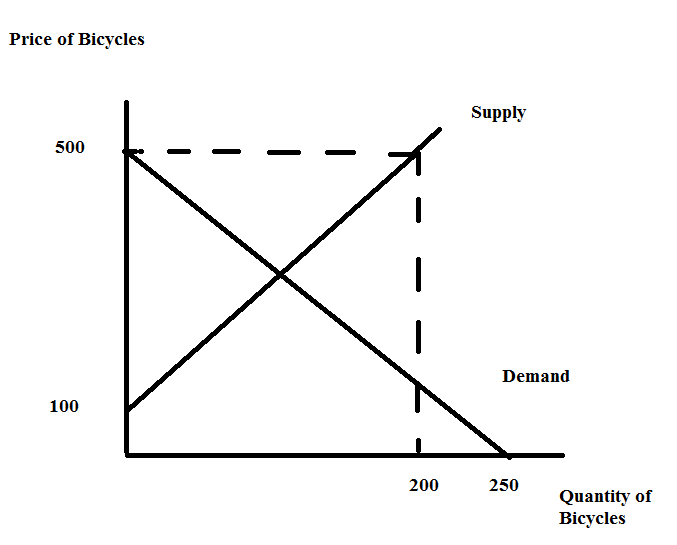 Price of Bicycles
Supply
500
Demand
100
200
250
Quantity of
Bicycles